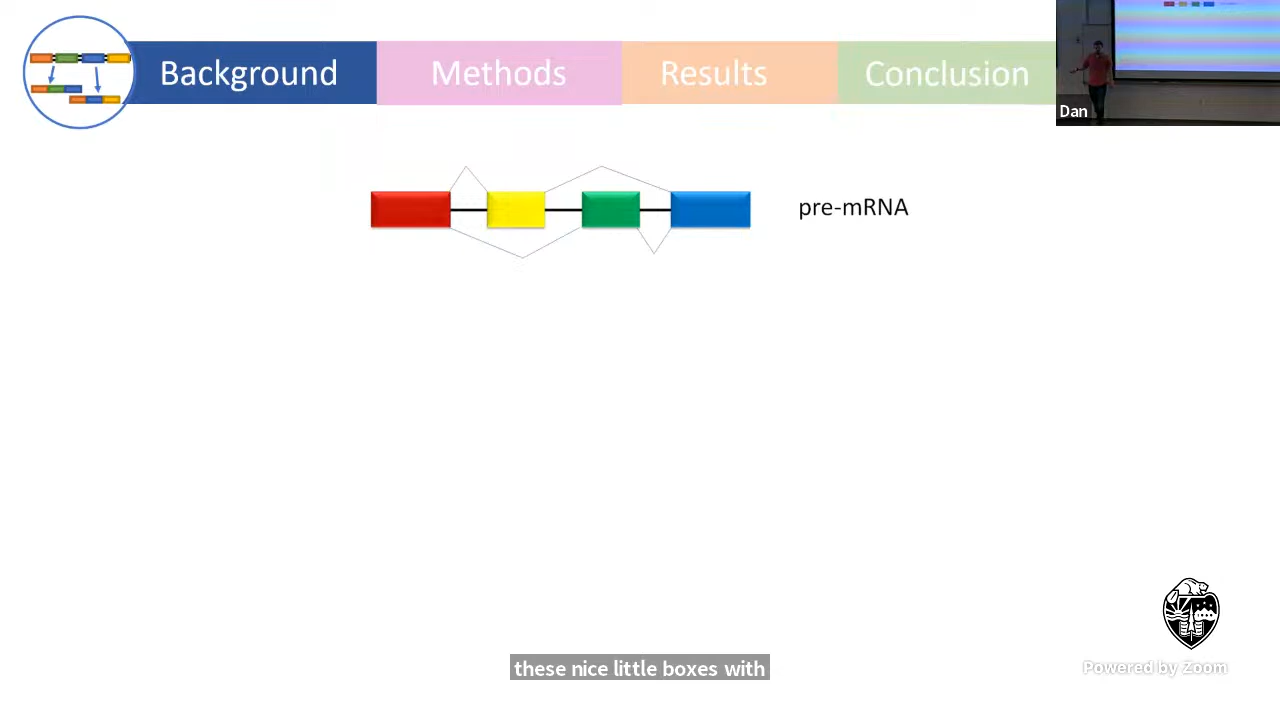 Background
Methods
Results
Conclusion
Dan
pre-mRNA
these nice little boxes with
Powered by Zoom